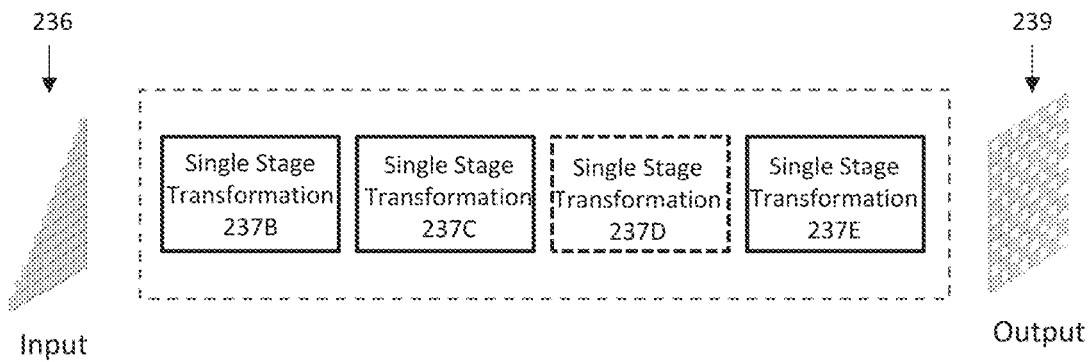 236
239
Single Stage
Transformation
237B
Single Stage
Transformation
237C
Single Stage
Transformation
237D
Single Stage
Transformation
237E
Input
Output